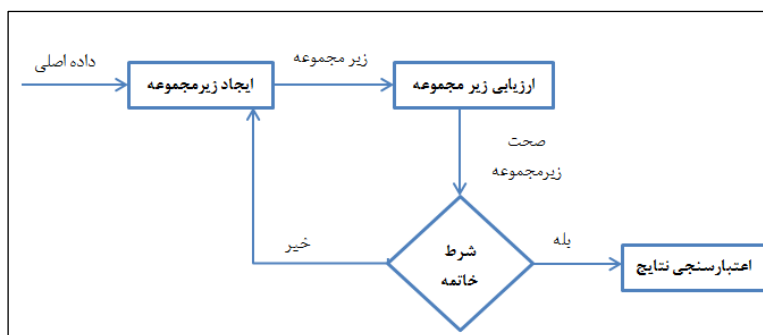 داده اصلی
ایجاد زیرمجموعه
زیر مجموعه
ارزیابی زیر مجموعه
صحت
زیرمجموعه
شرط
خاتمه
خیر
بله
اعتبارسنجی نتایج